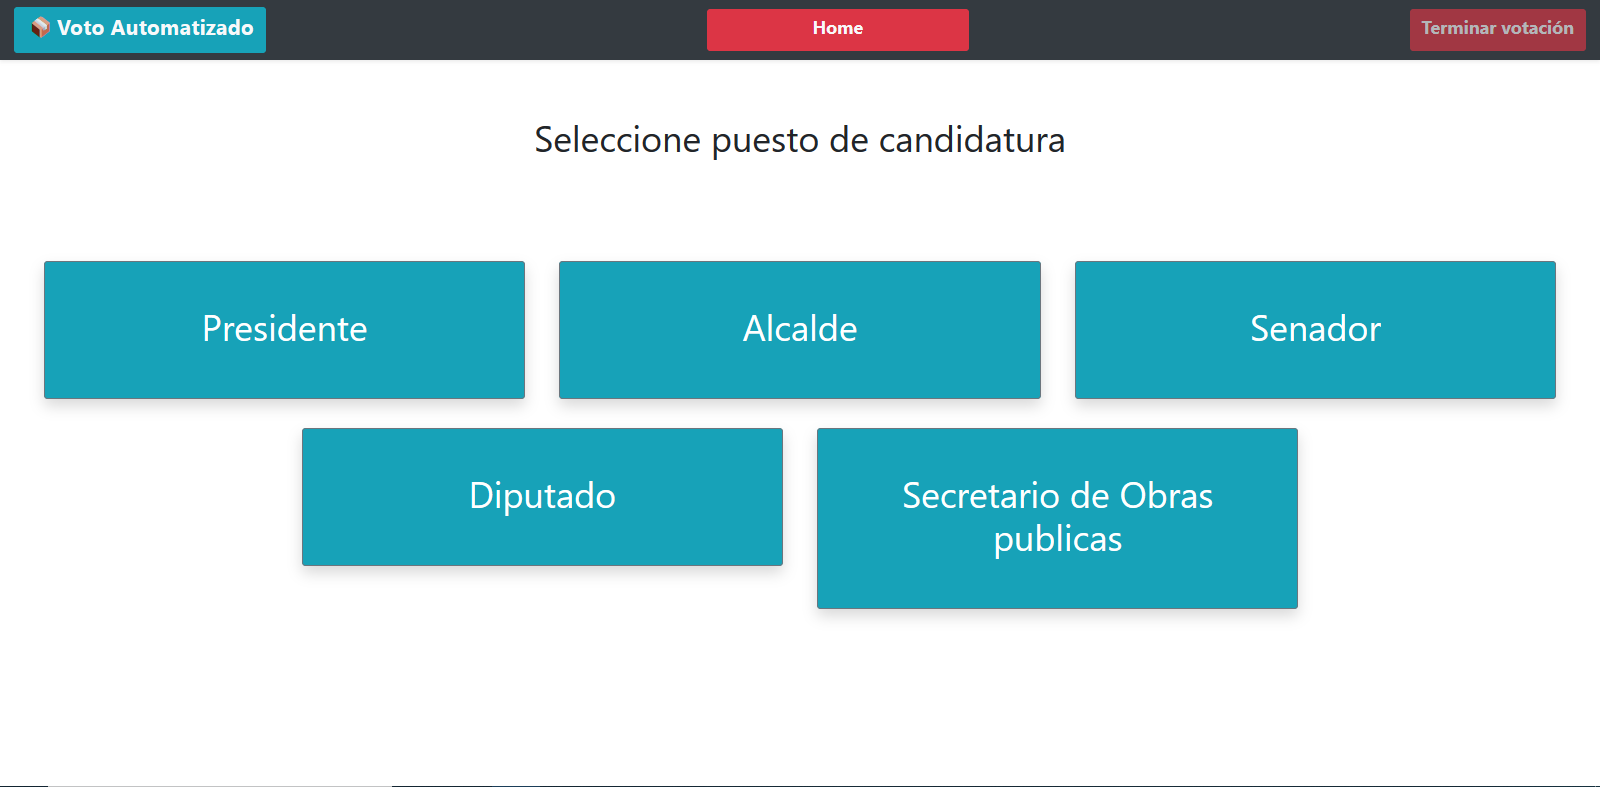 Voto Automatizado
Home
Terminar votación
Seleccione puesto de candidatura
Presidente
Alcalde
Senador
Diputado
Secretario de Obras
publicas